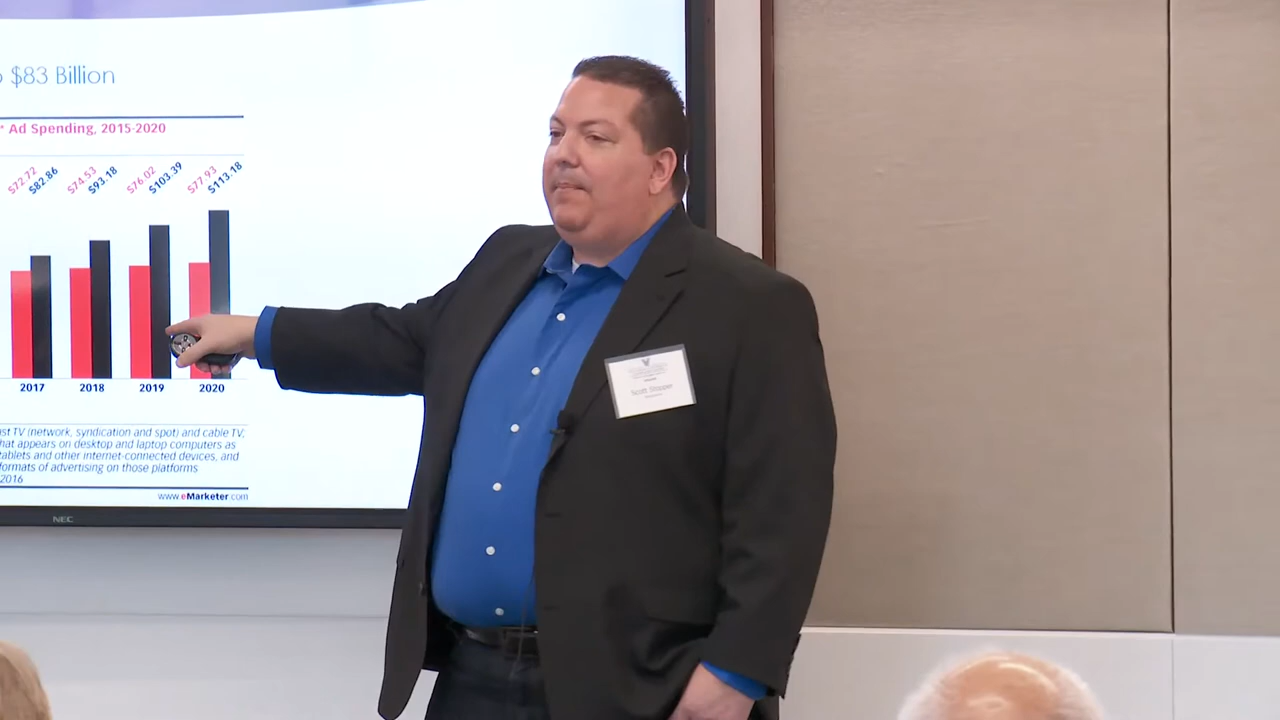 $83 Billion
* Ad Spending, 2015-2020
$72.72 $82.86 $74.53 $93.18 $76.02 $103.39 $77.93 $113.18
2017 2018 2019 2020
st TV (network, syndication and spot) and cable TV,
hat appears on desktop and laptop computers as
tablets and other internet-connected devices, and
formats of advertising on those platforms
2016
www.eMarketer.com
NEC
Scott